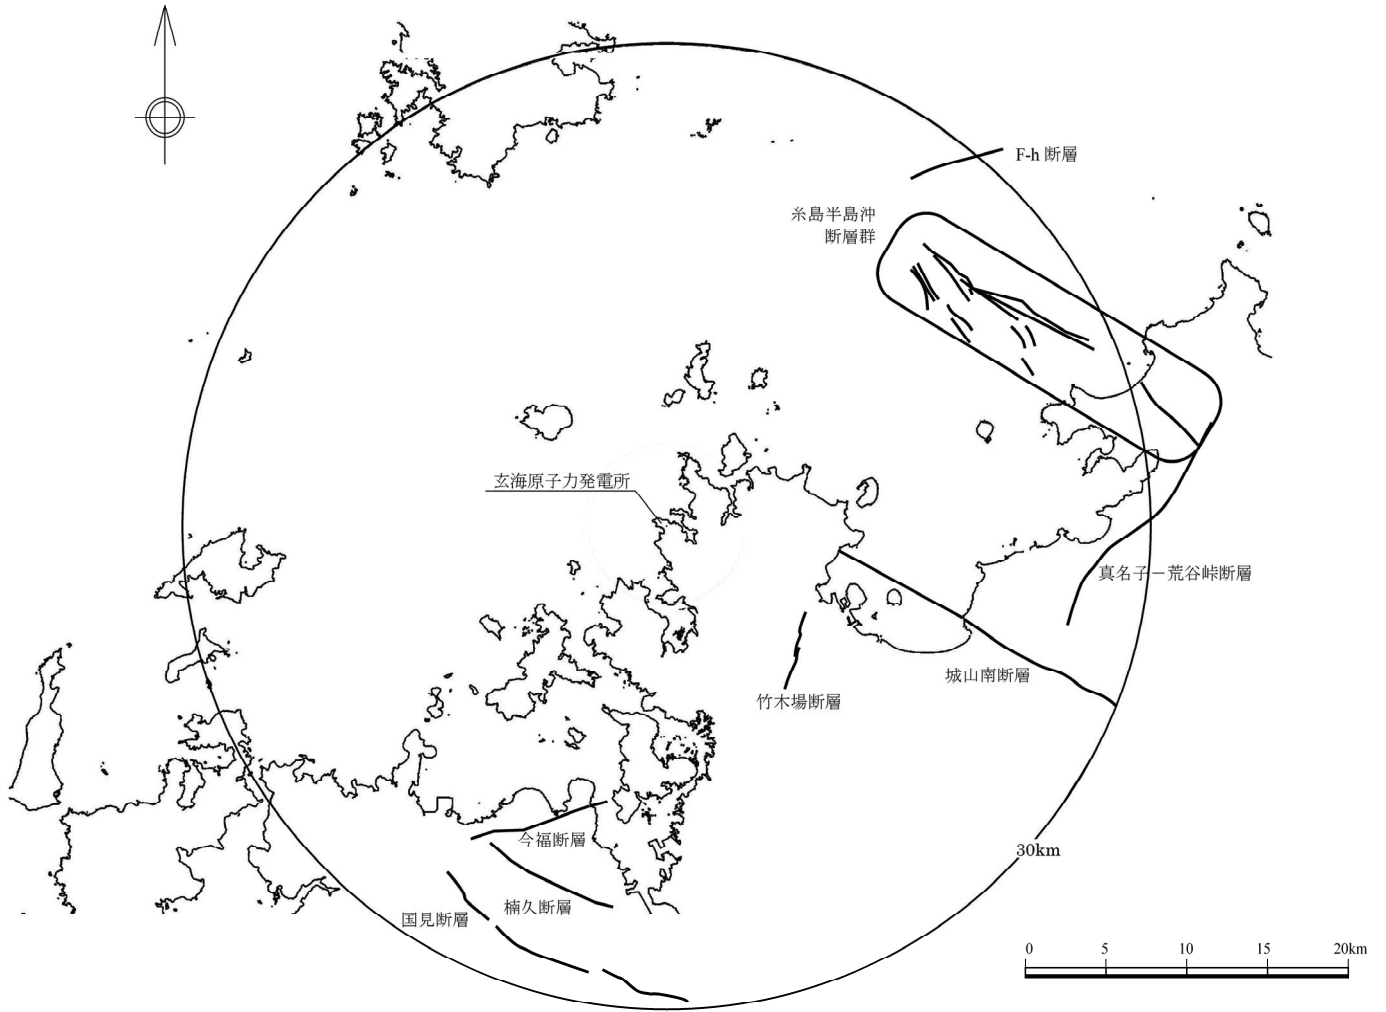 F-h 断層
糸島半島沖
断層群
玄海原子力発電所
真名子－荒谷峠断層
城山南断層
竹木場断層
今福断層
楠久断層
国見断層
30km
0 5 10 15 20km